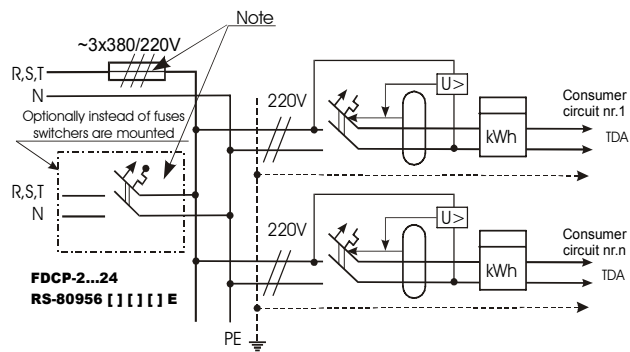 Note
~3x380/220V
R,S,T
N
Optionally instead of fuses
switchers are mounted
R,S,T
N
FDCP-2...24
RS-80956 [ ] [ ] [ ] E
PE
220V
U>
kWh
Consumer
circuit nr.1
TDA
220V
U>
kWh
Consumer
circuit nr.n
TDA